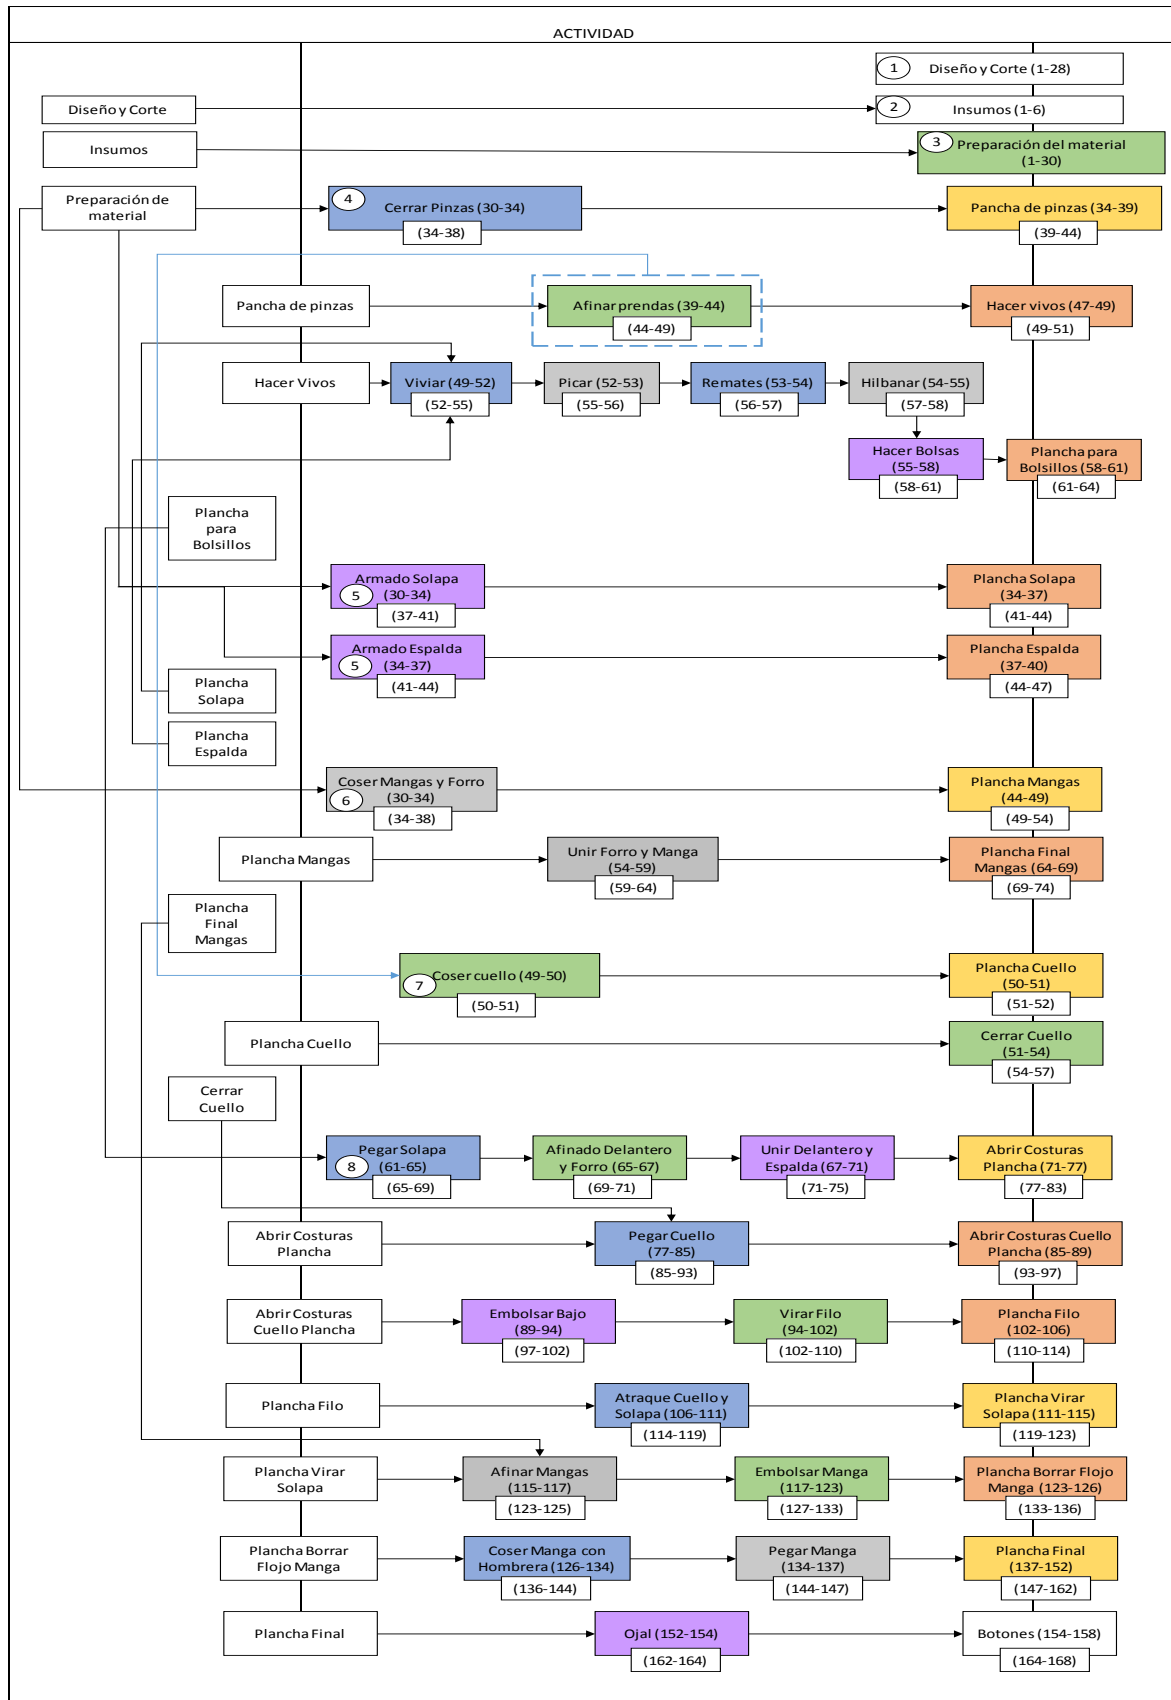 ACTIVIDAD
1
Diseño y Corte (1-28)
Diseño y Corte
2
Insumos (1-6)
Insumos
3
Preparación del material
(1-30)
Preparación de
material
4
Cerrar Pinzas (30-34)
(34-38)
Pancha de pinzas (34-39)
(39-44)
Pancha de pinzas
Afinar prendas (39-44)
(44-49)
Hacer vivos (47-49)
(49-51)
Hacer Vivos
Viviar (49-52)
(52-55)
Picar (52-53)
(55-56)
Remates (53-54)
(56-57)
Hilbanar (54-55)
(57-58)
Hacer Bolsas
(55-58)
(58-61)
Plancha para
Bolsillos (58-61)
(61-64)
Plancha
para
Bolsillos
Armado Solapa
(30-34)
5
(37-41)
Plancha Solapa
(34-37)
(41-44)
Armado Espalda
(34-37)
5
(41-44)
Plancha Espalda
(37-40)
(44-47)
Plancha
Solapa
Plancha
Espalda
Coser Mangas y Forro
(30-34)
6
(34-38)
Plancha Mangas
(44-49)
(49-54)
Plancha Mangas
Unir Forro y Manga
(54-59)
(59-64)
Plancha Final
Mangas (64-69)
(69-74)
Plancha
Final
Mangas
Coser cuello (49-50)
7
(50-51)
Plancha Cuello
(50-51)
(51-52)
Plancha Cuello
Cerrar Cuello
(51-54)
(54-57)
Cerrar
Cuello
Pegar Solapa
(61-65)
8
(65-69)
Afinado Delantero
y Forro (65-67)
(69-71)
Unir Delantero y
Espalda (67-71)
(71-75)
Abrir Costuras
Plancha (71-77)
(77-83)
Abrir Costuras
Plancha
Pegar Cuello
(77-85)
(85-93)
Abrir Costuras Cuello
Plancha (85-89)
(93-97)
Abrir Costuras
Cuello Plancha
Embolsar Bajo
(89-94)
(97-102)
Virar Filo
(94-102)
(102-110)
Plancha Filo
(102-106)
(110-114)
Plancha Filo
Atraque Cuello y
Solapa (106-111)
(114-119)
Plancha Virar
Solapa (111-115)
(119-123)
Plancha Virar
Solapa
Afinar Mangas
(115-117)
(123-125)
Embolsar Manga
(117-123)
(127-133)
Plancha Borrar Flojo
Manga (123-126)
(133-136)
Plancha Borrar
Flojo Manga
Coser Manga con
Hombrera (126-134)
(136-144)
Pegar Manga
(134-137)
(144-147)
Plancha Final
(137-152)
(147-162)
Plancha Final
Ojal (152-154)
(162-164)
Botones (154-158)
(164-168)